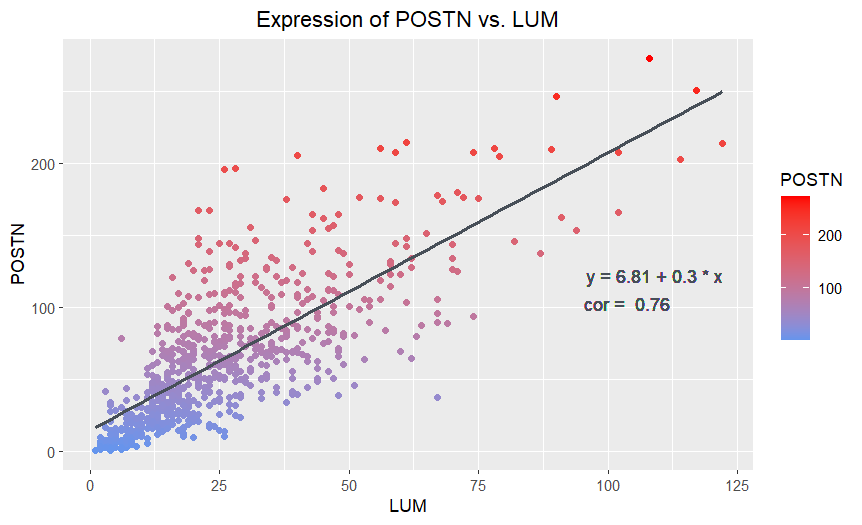 Expression of POSTN vs. LUM
POSTN
200
100
0
0 25 50 75 100 125
LUM
y = 6.81 + 0.3 * x
cor = 0.76
POSTN
200
100